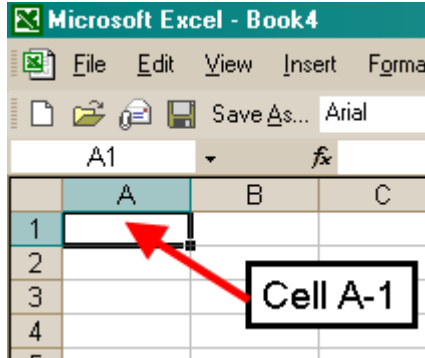 Microsoft Excel - Book4
File Edit View Insert Forma
Save As... Arial
A1 fx
A B C
1
2
3 Cell A-1
4